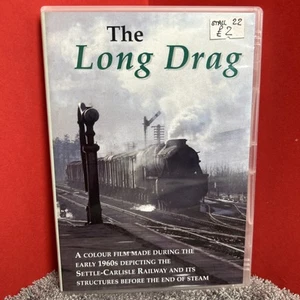 The
Long Drag
STALL 22
£2
A COLOUR FILM MADE DURING THE
EARLY 1960S DEPICTING THE
SETTLE-CARLISLE RAILWAY AND ITS
STRUCTURES BEFORE THE END OF STEAM